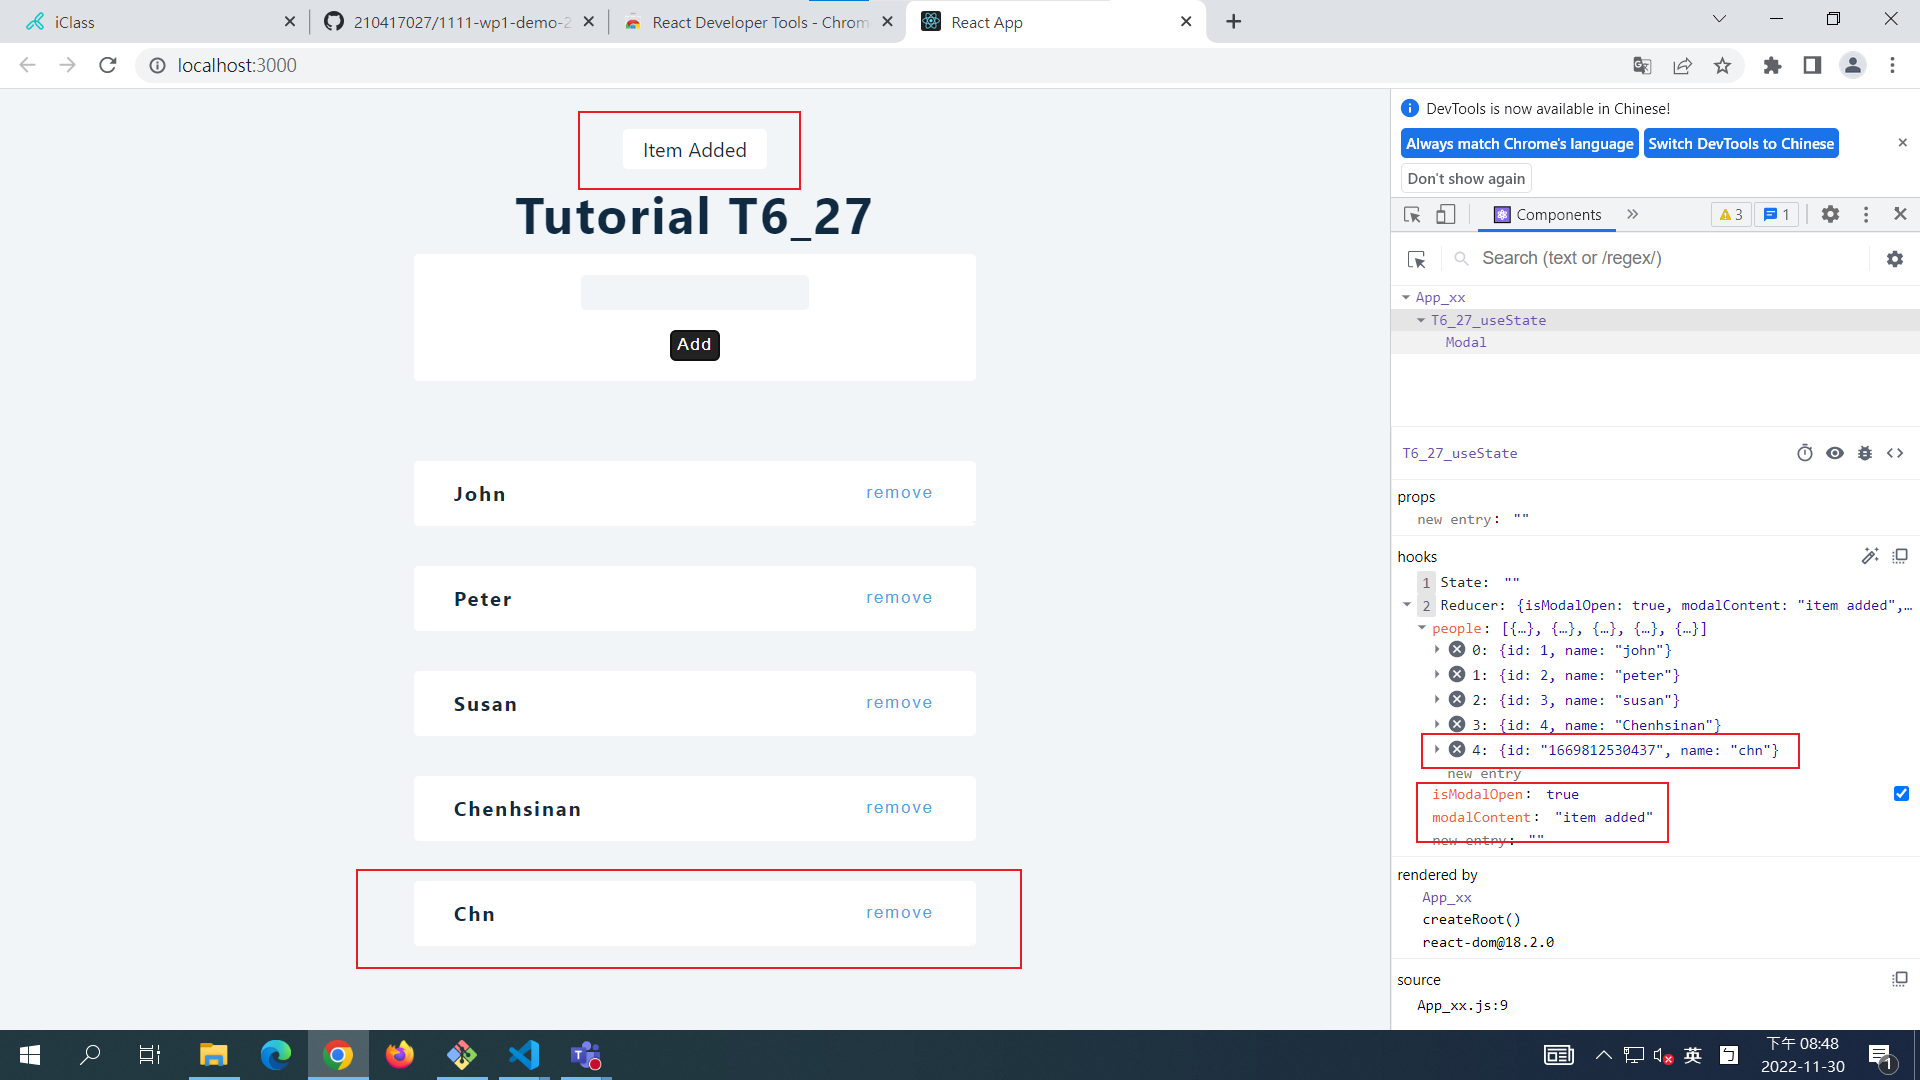 iClass
210417027/1111-wp1-demo-2
React Developer Tools - Chrom
React App
localhost:3000
Item Added
Tutorial T6_27
Add
John
remove
Peter
remove
Susan
remove
Chenhsinan
remove
Chn
remove
DevTools is now available in Chinese!
Always match Chrome's language
Switch DevTools to Chinese
Don't show again
Components
3
1
Search (text or /regex/)
App_xx
T6_27_useState
Modal
T6_27_useState
props
new entry: ""
hooks
1 State: ""
2 Reducer: {isModalOpen: true, modalContent: "item added",…
people: [{…}, {…}, {…}, {…}, {…}]
0: {id: 1, name: "john"}
1: {id: 2, name: "peter"}
2: {id: 3, name: "susan"}
3: {id: 4, name: "Chenhsinan"}
4: {id: "1669812530437", name: "chn"}
new entry
isModalOpen: true
modalContent: "item added"
new entry: ""
rendered by
App_xx
createRoot()
react-dom@18.2.0
source
App_xx.js:9
英
ㄅ
下午 08:48
2022-11-30
1